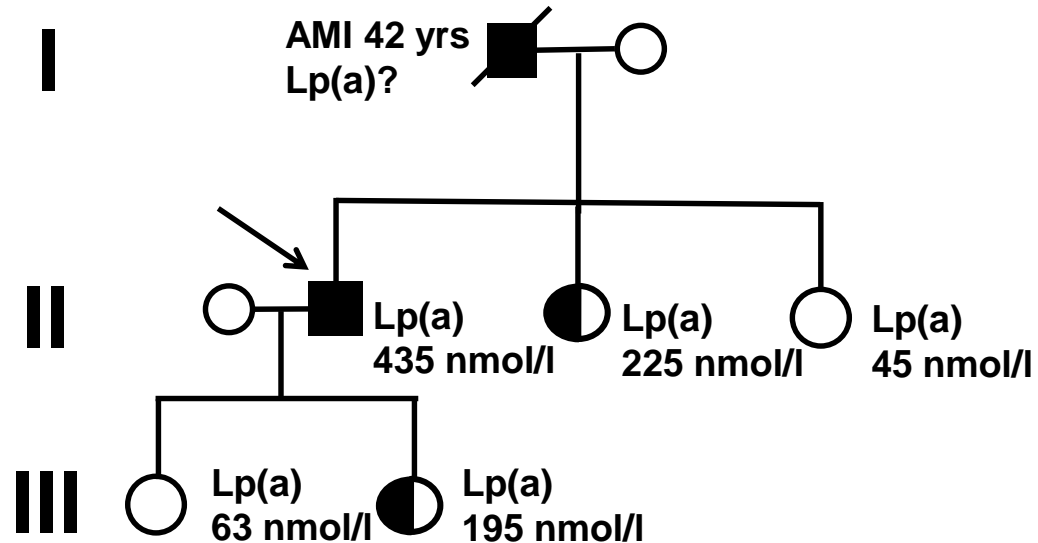 I
AMI 42 yrs
Lp(a)?
II
Lp(a)
435 nmol/l
Lp(a)
225 nmol/l
Lp(a)
45 nmol/l
III
Lp(a)
63 nmol/l
Lp(a)
195 nmol/l